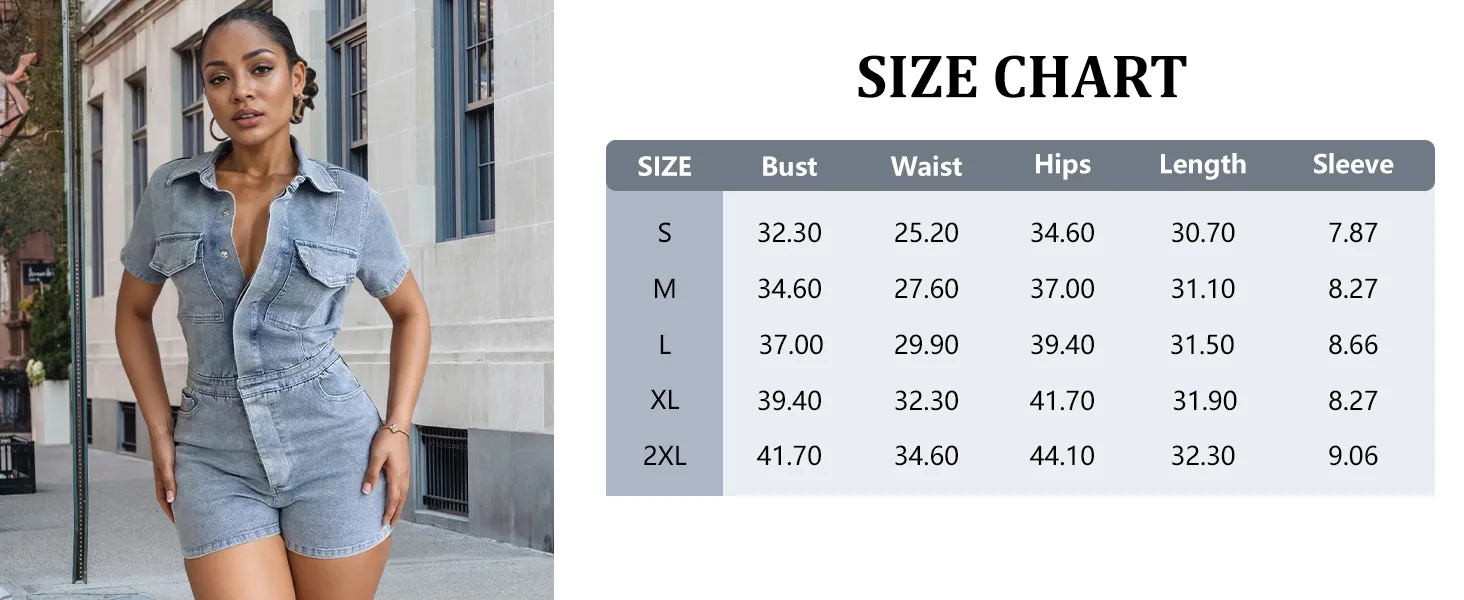 SIZE CHART
SIZE Bust Waist Hips Length Sleeve
S 32.30 25.20 34.60 30.70 7.87
M 34.60 27.60 37.00 31.10 8.27
L 37.00 29.90 39.40 31.50 8.66
XL 39.40 32.30 41.70 31.90 8.27
2XL 41.70 34.60 44.10 32.30 9.06